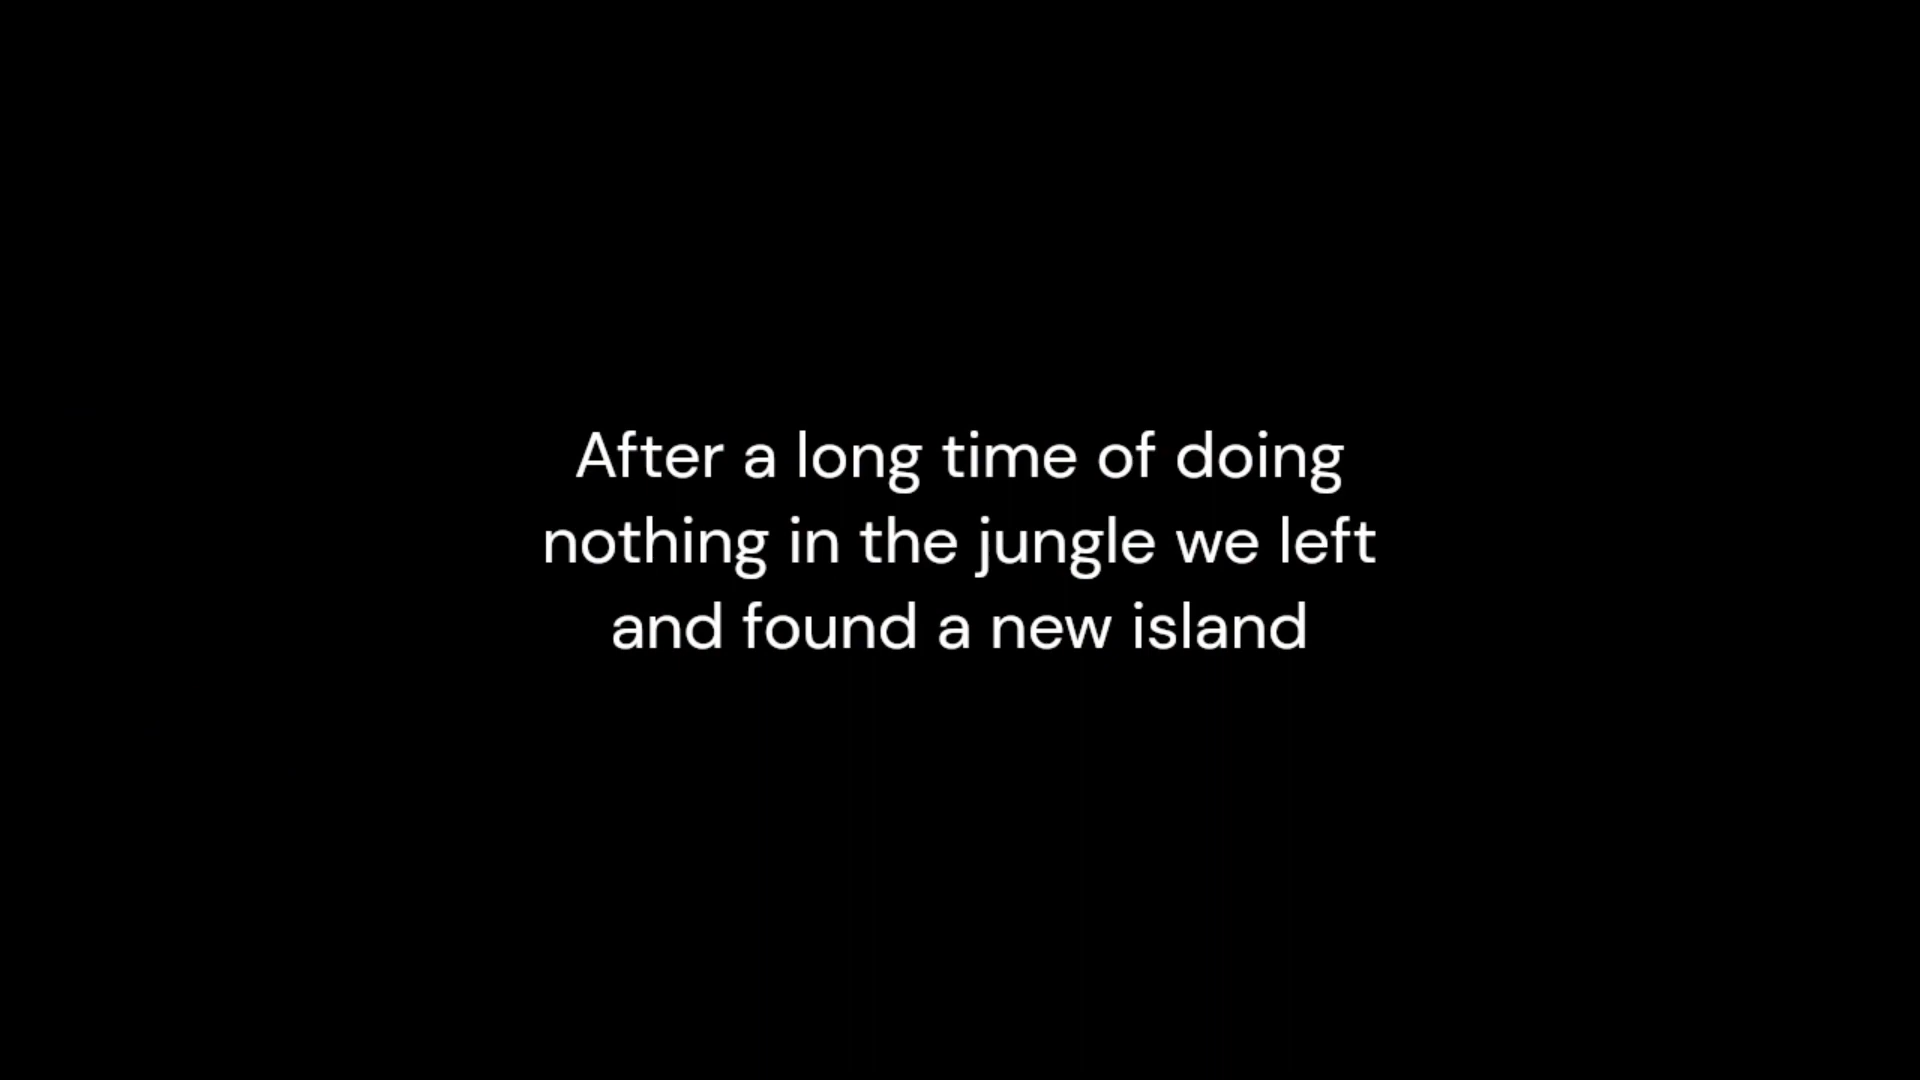 After a long time of doing
nothing in the jungle we left
and found a new island